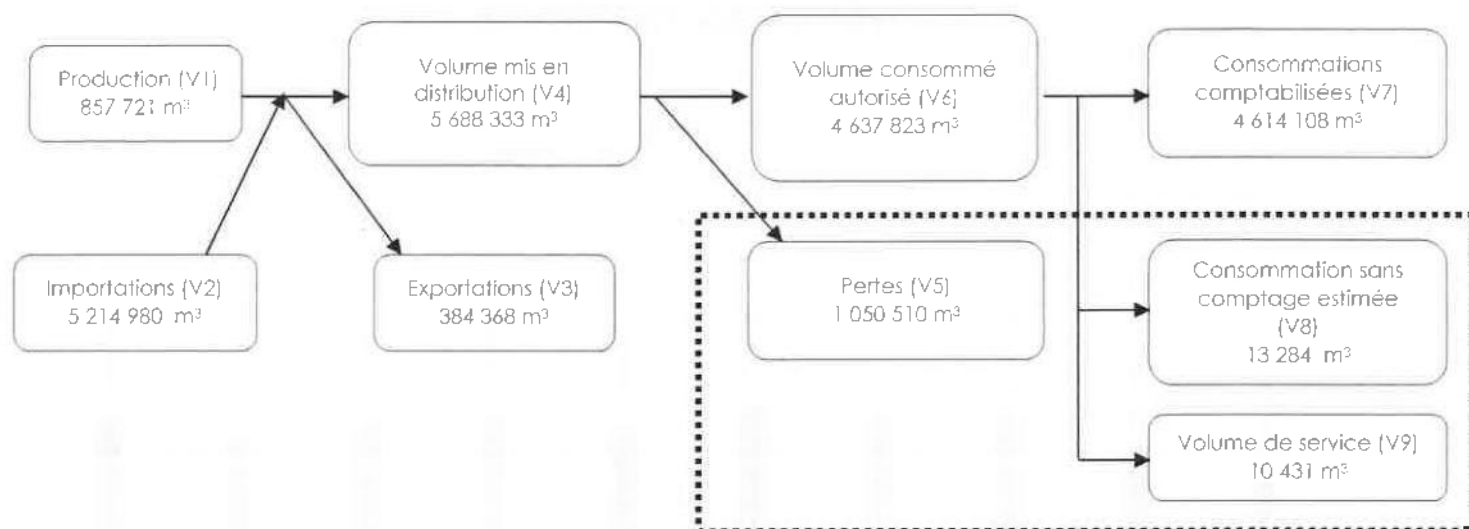 Production (V1)
857 721 m³
Volume mis en
distribution (V4)
5 688 333 m³
Volume consommé
autorisé (V6)
4 637 823 m³
Consommations
comptabilisées (V7)
4 614 108 m³
Importations (V2)
5 214 980 m³
Exportations (V3)
384 368 m³
Pertes (V5)
1 050 510 m³
Consommation sans
comptage estimée
(V8)
13 284 m³
Volume de service (V9)
10 431 m³